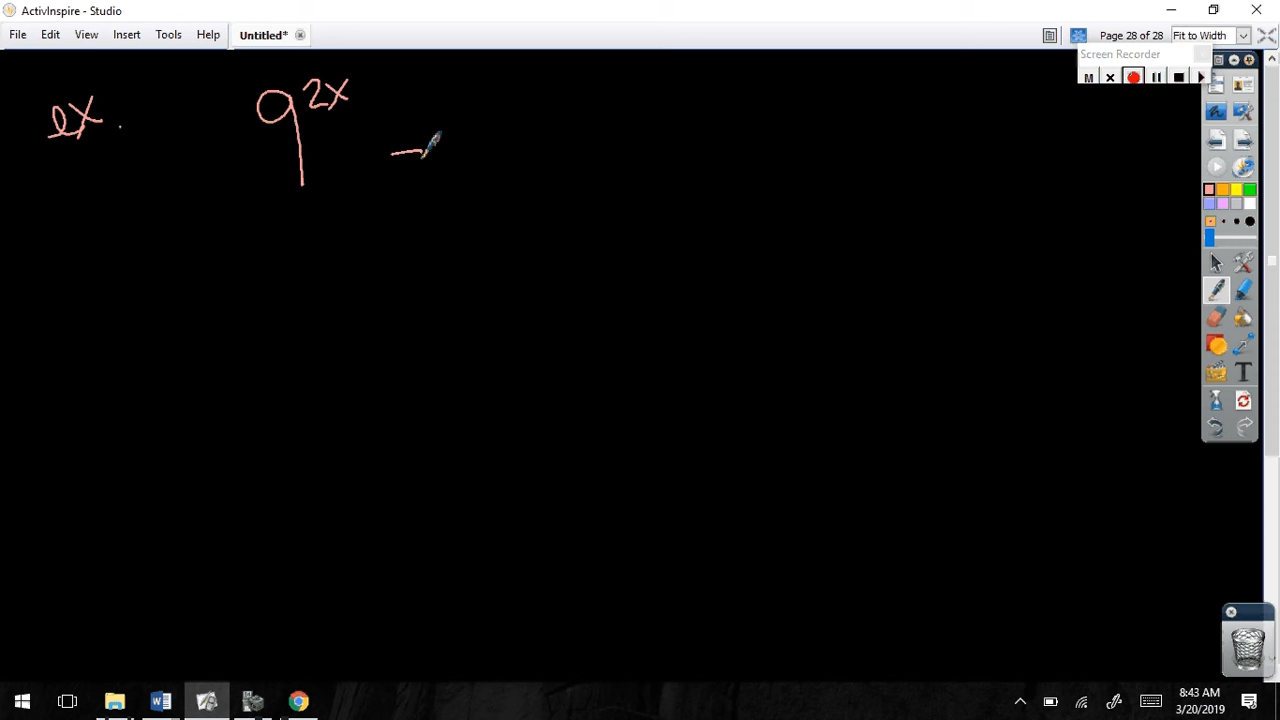 ActivInspire - Studio
File Edit View Insert Tools Help Untitled* Page 28 of 28 Fit to Width
Screen Recorder
M
ex. 9^2x -
T
8:43 AM
3/20/2019